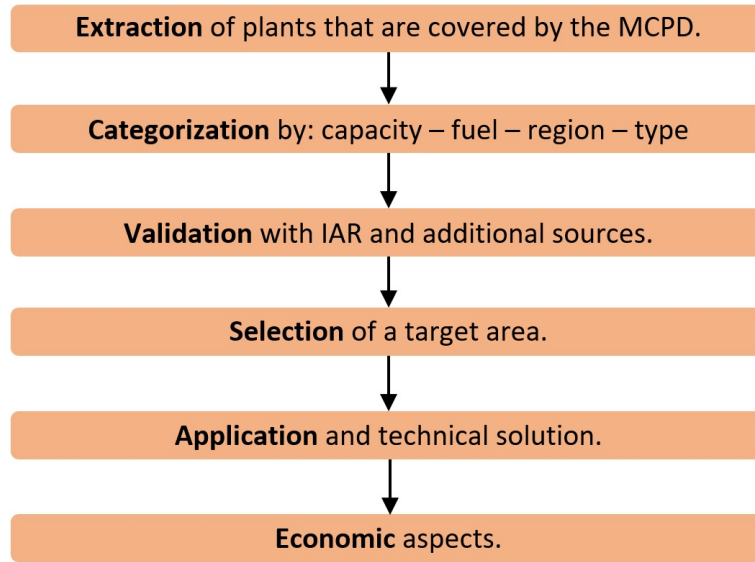 Extraction of plants that are covered by the MCPD.
Categorization by: capacity – fuel – region – type
Validation with IAR and additional sources.
Selection of a target area.
Application and technical solution.
Economic aspects.